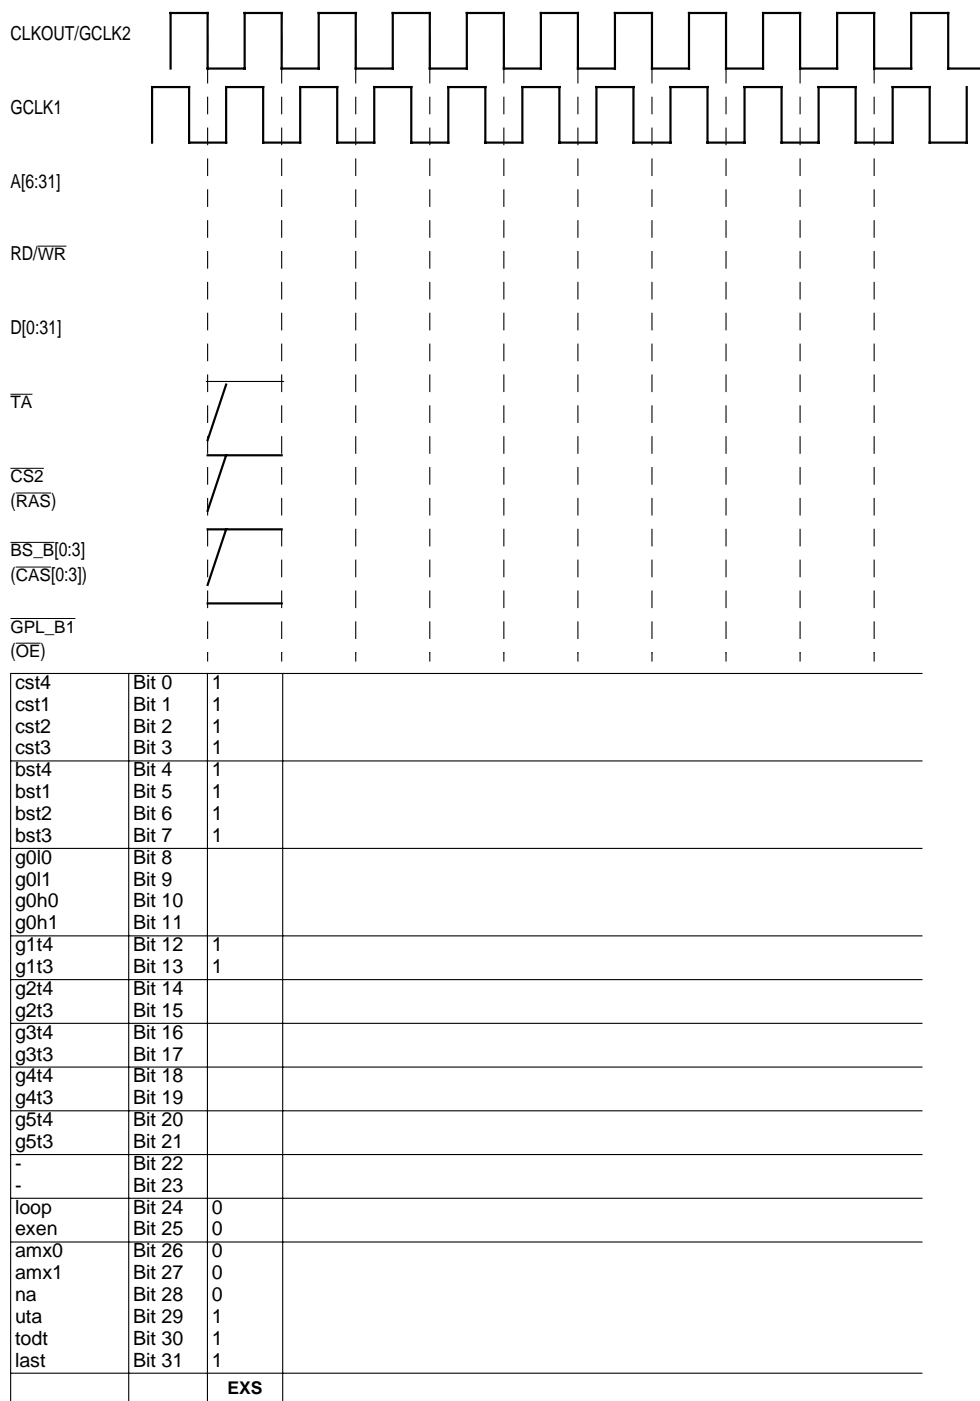 CLKOUT/GCLK2
GCLK1
A[6:31]
RD/WR
D[0:31]
TA
CS2
(RAS)
BS_B[0:3]
(CAS[0:3])
GPL_B1
(OE)
cst4 Bit 0 1
cst1 Bit 1 1
cst2 Bit 2 1
cst3 Bit 3 1
bst4 Bit 4 1
bst1 Bit 5 1
bst2 Bit 6 1
bst3 Bit 7 1
g0l0 Bit 8
g0l1 Bit 9
g0h0 Bit 10
g0h1 Bit 11
g1t4 Bit 12 1
g1t3 Bit 13 1
g2t4 Bit 14
g2t3 Bit 15
g3t4 Bit 16
g3t3 Bit 17
g4t4 Bit 18
g4t3 Bit 19
g5t4 Bit 20
g5t3 Bit 21
- Bit 22
- Bit 23
loop Bit 24 0
exen Bit 25 0
amx0 Bit 26 0
amx1 Bit 27 0
na Bit 28 0
uta Bit 29 1
todt Bit 30 1
last Bit 31 1
EXS